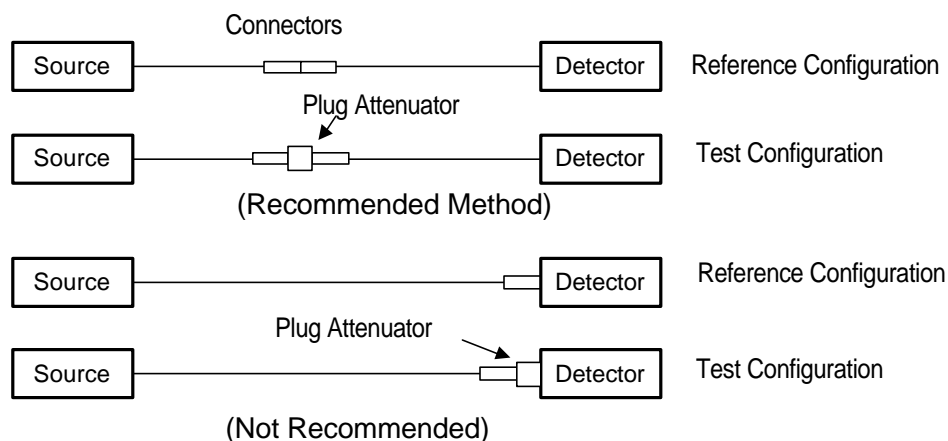 Connectors
Source
Detector
Reference Configuration
Plug Attenuator
Source
Detector
Test Configuration
(Recommended Method)
Source
Detector
Reference Configuration
Plug Attenuator
Source
Detector
Test Configuration
(Not Recommended)